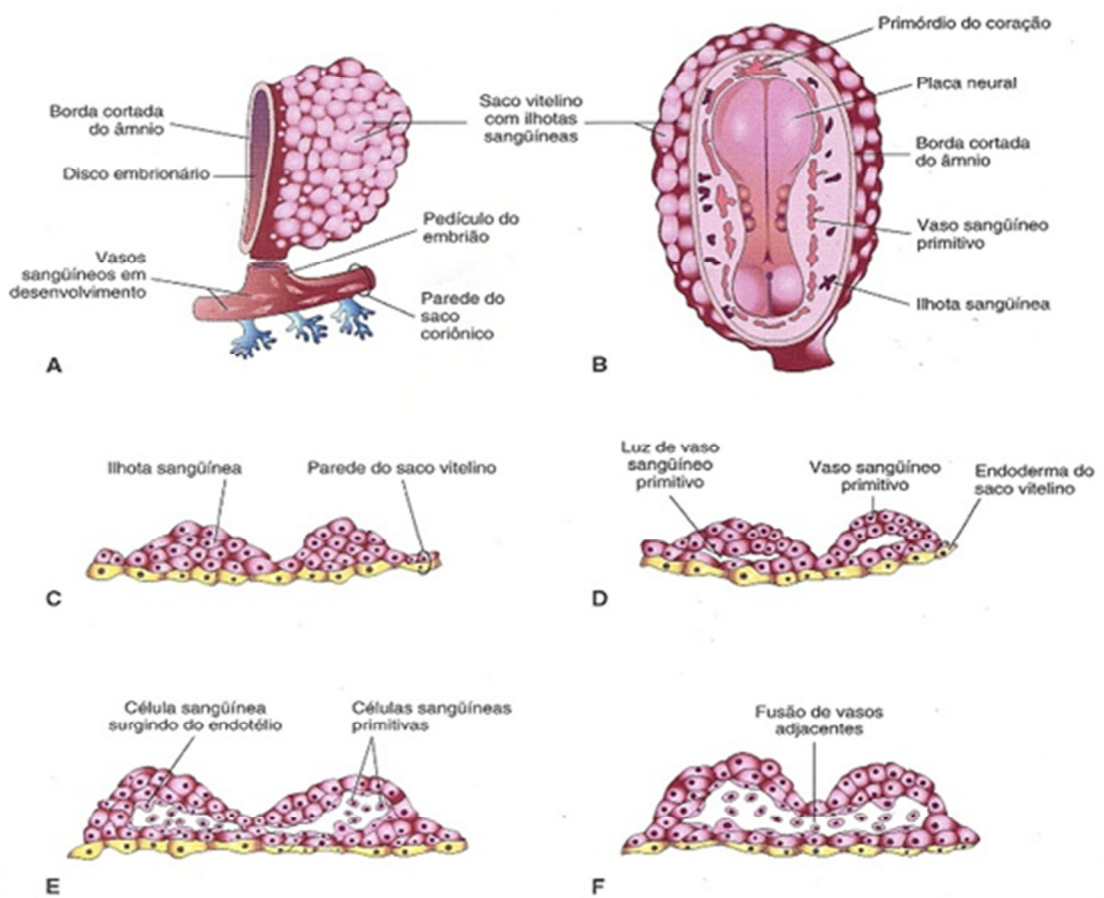 Borda cortada
do âmnio
Disco embrionário
Vasos
sangüíneos em
desenvolvimento
Saco vitelino
com ilhotas
sangüíneas
Pedículo do
embrião
Parede do
saco
coriônico
A
Primórdio do coração
Placa neural
Borda cortada
do âmnio
Vaso sangüíneo
primitivo
Ilhota sangüínea
B
Ilhota sangüínea
Parede do saco vitelino
C
Luz de vaso
sangüíneo
primitivo
Vaso sangüíneo
primitivo
Endoderma do
saco vitelino
D
Célula sangüínea
surgindo do endotélio
Células sangüíneas
primitivas
E
Fusão de vasos
adjacentes
F